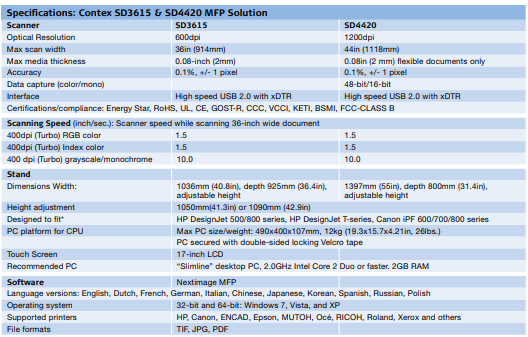 Specifications: Contex SD3615 & SD4420 MFP Solution
Scanner SD3615 SD4420
Optical Resolution 600dpi 1200dpi
Max scan width 36in (914mm) 44in (1118mm)
Max media thickness 0.08-inch (2mm) 0.08in (2 mm) flexible documents only
Accuracy 0.1%, +/- 1 pixel 0.1%, +/- 1 pixel
Data capture (color/mono) 48-bit/16-bit
Interface High speed USB 2.0 with xDTR High speed USB 2.0 with xDTR
Certifications/compliance: Energy Star, RoHS, UL, CE, GOST-R, CCC, VCCI, KETI, BSMI, FCC-CLASS B
Scanning Speed (inch/sec.): Scanner speed while scanning 36-inch wide document
400dpi (Turbo) RGB color 1.5 1.5
400dpi (Turbo) Index color 1.5 1.5
400 dpi (Turbo) grayscale/monochrome 10.0 10.0
Stand
Dimensions Width: 1036mm (40.8in), depth 925mm (36.4in), 1397mm (55in), depth 800mm (31.4in),
adjustable height adjustable height
Height adjustment 1050mm(41.3in) or 1090mm (42.9in)
Designed to fit* HP DesignJet 500/800 series, HP DesignJet T-series, Canon iPF 600/700/800 series
PC platform for CPU Max PC size/weight: 490x400x107mm, 12kg (19.3x15.7x4.21in, 26lbs.)
PC secured with double-sided locking Velcro tape
Touch Screen 17-inch LCD
Recommended PC "Slimline" desktop PC, 2.0GHz Intel Core 2 Duo or faster. 2GB RAM
Software Nextimage MFP
Language versions: English, Dutch, French, German, Italian, Chinese, Japanese, Korean, Spanish, Russian, Polish
Operating system 32-bit and 64-bit: Windows 7, Vista, and XP
Supported printers HP, Canon, ENCAD, Epson, MUTOH, Océ, RICOH, Roland, Xerox and others
File formats TIF, JPG, PDF